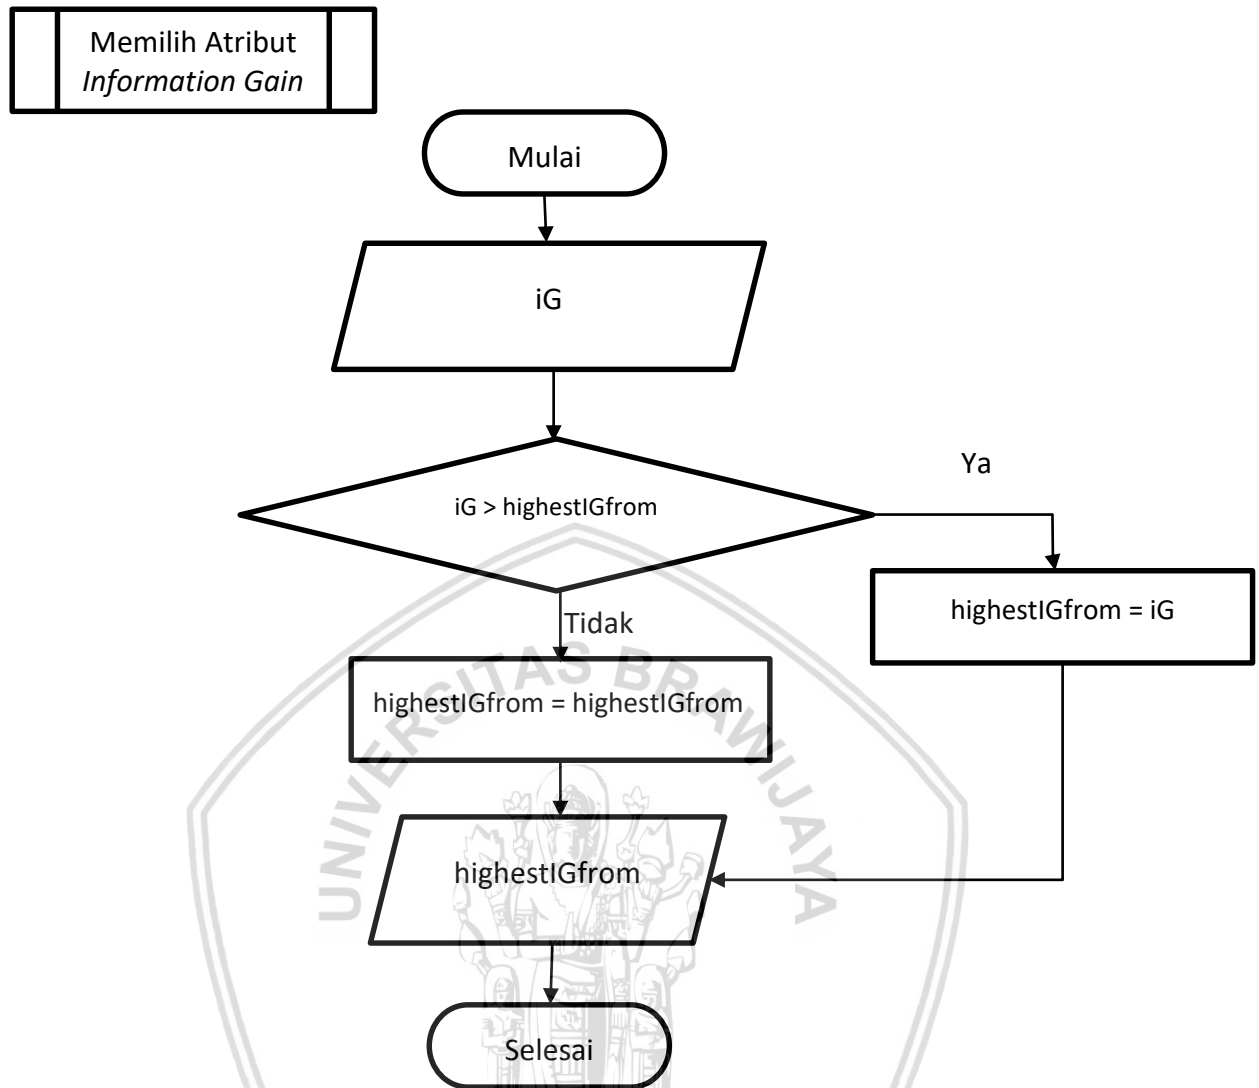 Memilih Atribut
Information Gain
Mulai
iG
iG > highestIGfrom
Ya
highestIGfrom = iG
Tidak
highestIGfrom = highestIGfrom
highestIGfrom
Selesai
UNIVERSITAS BRAWIJAYA